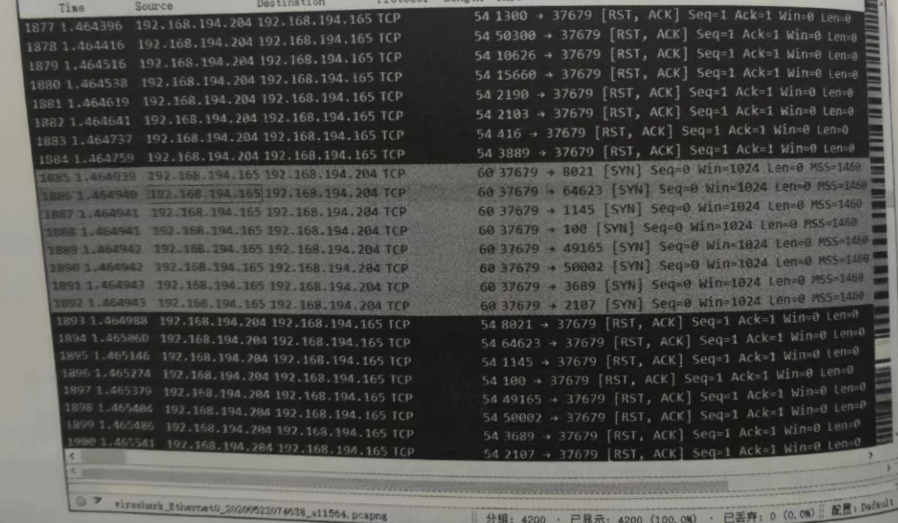 Time Source Destination
1877 1.464396 192.168.194.204 192.168.194.165 TCP 54 1300 → 37679 [RST, ACK] Seq=1 Ack=1 Win=0 Len=0
1878 1.464416 192.168.194.204 192.168.194.165 TCP 54 50300 → 37679 [RST, ACK] Seq=1 Ack=1 Win=0 Len=0
1879 1.464516 192.168.194.204 192.168.194.165 TCP 54 10626 → 37679 [RST, ACK] Seq=1 Ack=1 Win=0 Len=0
1880 1.464538 192.168.194.204 192.168.194.165 TCP 54 15660 → 37679 [RST, ACK] Seq=1 Ack=1 Win=0 Len=0
1881 1.464619 192.168.194.204 192.168.194.165 TCP 54 2190 → 37679 [RST, ACK] Seq=1 Ack=1 Win=0 Len=0
1882 1.464641 192.168.194.204 192.168.194.165 TCP 54 2103 → 37679 [RST, ACK] Seq=1 Ack=1 Win=0 Len=0
1883 1.464737 192.168.194.204 192.168.194.165 TCP 54 416 → 37679 [RST, ACK] Seq=1 Ack=1 Win=0 Len=0
1884 1.464759 192.168.194.204 192.168.194.165 TCP 54 3889 → 37679 [RST, ACK] Seq=1 Ack=1 Win=0 Len=0
1885 1.464939 192.168.194.165 192.168.194.204 TCP 60 37679 → 8021 [SYN] Seq=0 Win=1024 Len=0 MSS=1460
1886 1.464940 192.168.194.165 192.168.194.204 TCP 60 37679 → 64623 [SYN] Seq=0 Win=1024 Len=0 MSS=1460
1887 1.464941 192.168.194.165 192.168.194.204 TCP 60 37679 → 1145 [SYN] Seq=0 Win=1024 Len=0 MSS=1460
1888 1.464941 192.168.194.165 192.168.194.204 TCP 60 37679 → 100 [SYN] Seq=0 Win=1024 Len=0 MSS=1460
1889 1.464942 192.168.194.165 192.168.194.204 TCP 60 37679 → 49165 [SYN] Seq=0 Win=1024 Len=0 MSS=1460
1890 1.464942 192.168.194.165 192.168.194.204 TCP 60 37679 → 50002 [SYN] Seq=0 Win=1024 Len=0 MSS=1460
1891 1.464943 192.168.194.165 192.168.194.204 TCP 60 37679 → 3689 [SYN] Seq=0 Win=1024 Len=0 MSS=1460
1892 1.464943 192.168.194.165 192.168.194.204 TCP 60 37679 → 2107 [SYN] Seq=0 Win=1024 Len=0 MSS=1460
1893 1.464988 192.168.194.204 192.168.194.165 TCP 54 8021 → 37679 [RST, ACK] Seq=1 Ack=1 Win=0 Len=0
1894 1.465060 192.168.194.204 192.168.194.165 TCP 54 64623 → 37679 [RST, ACK] Seq=1 Ack=1 Win=0 Len=0
1895 1.465146 192.168.194.204 192.168.194.165 TCP 54 1145 → 37679 [RST, ACK] Seq=1 Ack=1 Win=0 Len=0
1896 1.465274 192.168.194.204 192.168.194.165 TCP 54 100 → 37679 [RST, ACK] Seq=1 Ack=1 Win=0 Len=0
1897 1.465379 192.168.194.204 192.168.194.165 TCP 54 49165 → 37679 [RST, ACK] Seq=1 Ack=1 Win=0 Len=0
1898 1.465404 192.168.194.204 192.168.194.165 TCP 54 50002 → 37679 [RST, ACK] Seq=1 Ack=1 Win=0 Len=0
1899 1.465486 192.168.194.204 192.168.194.165 TCP 54 3689 → 37679 [RST, ACK] Seq=1 Ack=1 Win=0 Len=0
1900 1.465541 192.168.194.204 192.168.194.165 TCP 54 2107 → 37679 [RST, ACK] Seq=1 Ack=1 Win=0 Len=0
wireshark_Ethernet0_20200522074638_a11564.pcapng 分组: 4200 · 已显示: 4200 (100.0%) 已丢弃: 0 (0.0%) 配置: Default